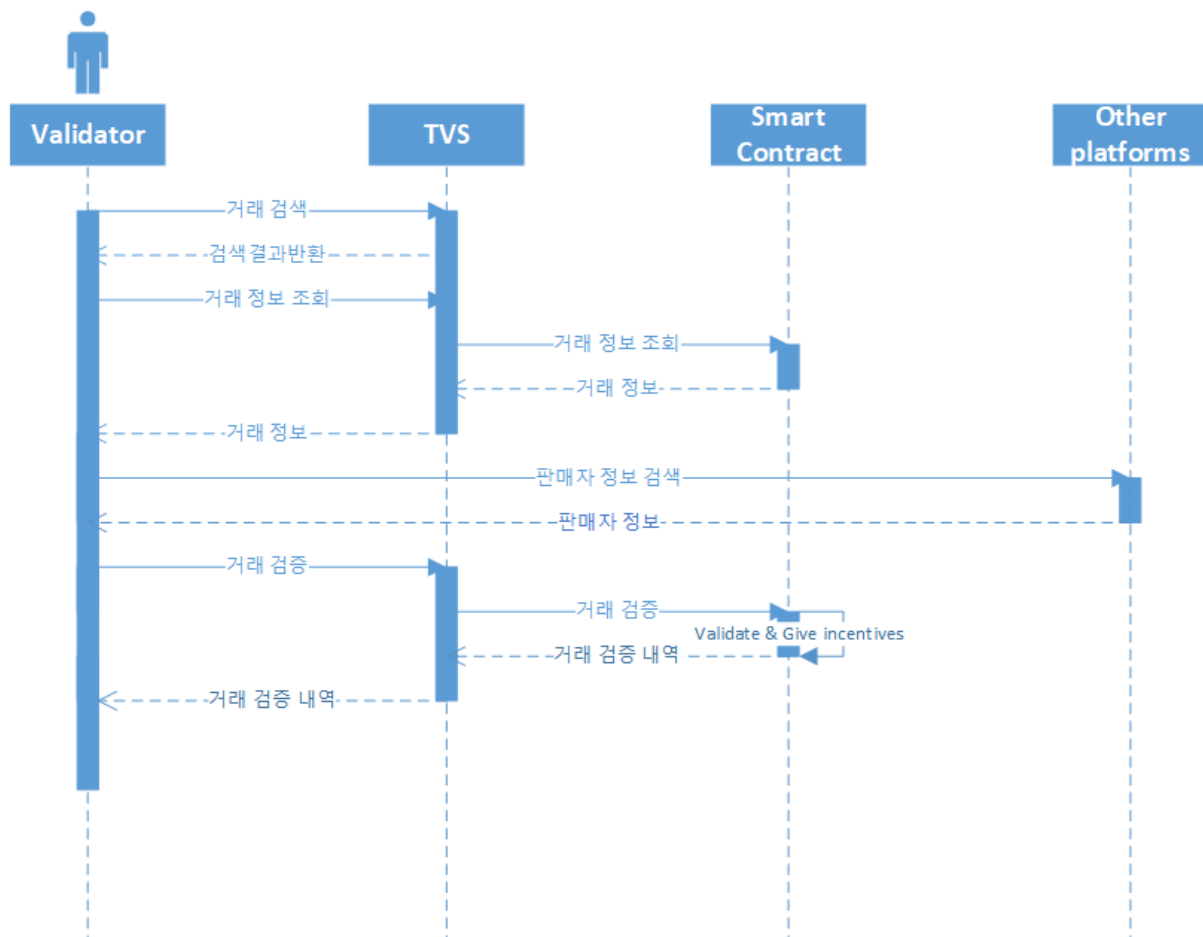 Validator
TVS
Smart
Contract
Other
platforms
거래 검색
검색결과반환
거래 정보 조회
거래 정보 조회
거래 정보
거래 정보
판매자 정보 검색
판매자 정보
거래 검증
거래 검증
Validate & Give incentives
거래 검증 내역
거래 검증 내역